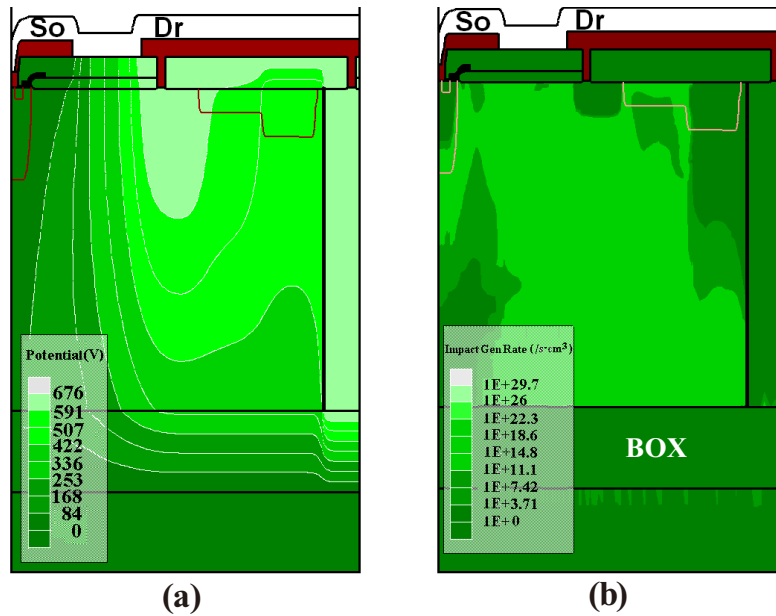 So
Dr
Potential(V)
676
591
507
422
336
253
168
84
0
(a)
So
Dr
Impact Gen Rate (/s·cm³)
1E+29.7
1E+26
1E+22.3
1E+18.6
1E+14.8
1E+11.1
1E+7.42
1E+3.71
1E+0
BOX
(b)